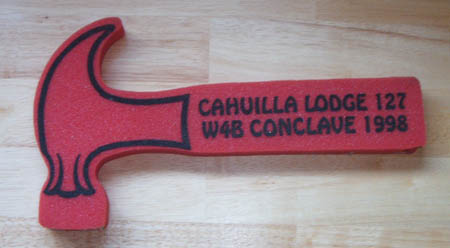 CAHUILLA LODGE 127
W4B CONCLAVE 1998